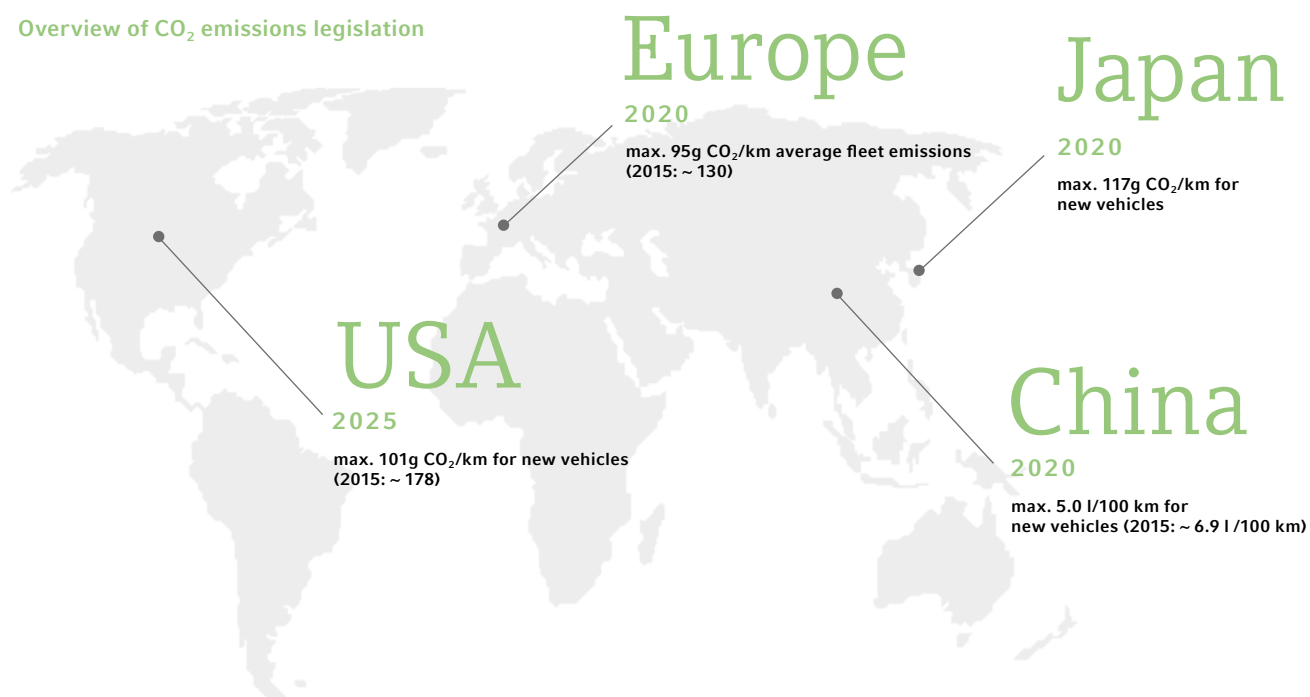 Overview of CO₂ emissions legislation
Europe
2020
max. 95g CO₂/km average fleet emissions
(2015: ~ 130)
Japan
2020
max. 117g CO₂/km for
new vehicles
USA
2025
max. 101g CO₂/km for new vehicles
(2015: ~ 178)
China
2020
max. 5.0 l/100 km for
new vehicles (2015: ~ 6.9 l /100 km)